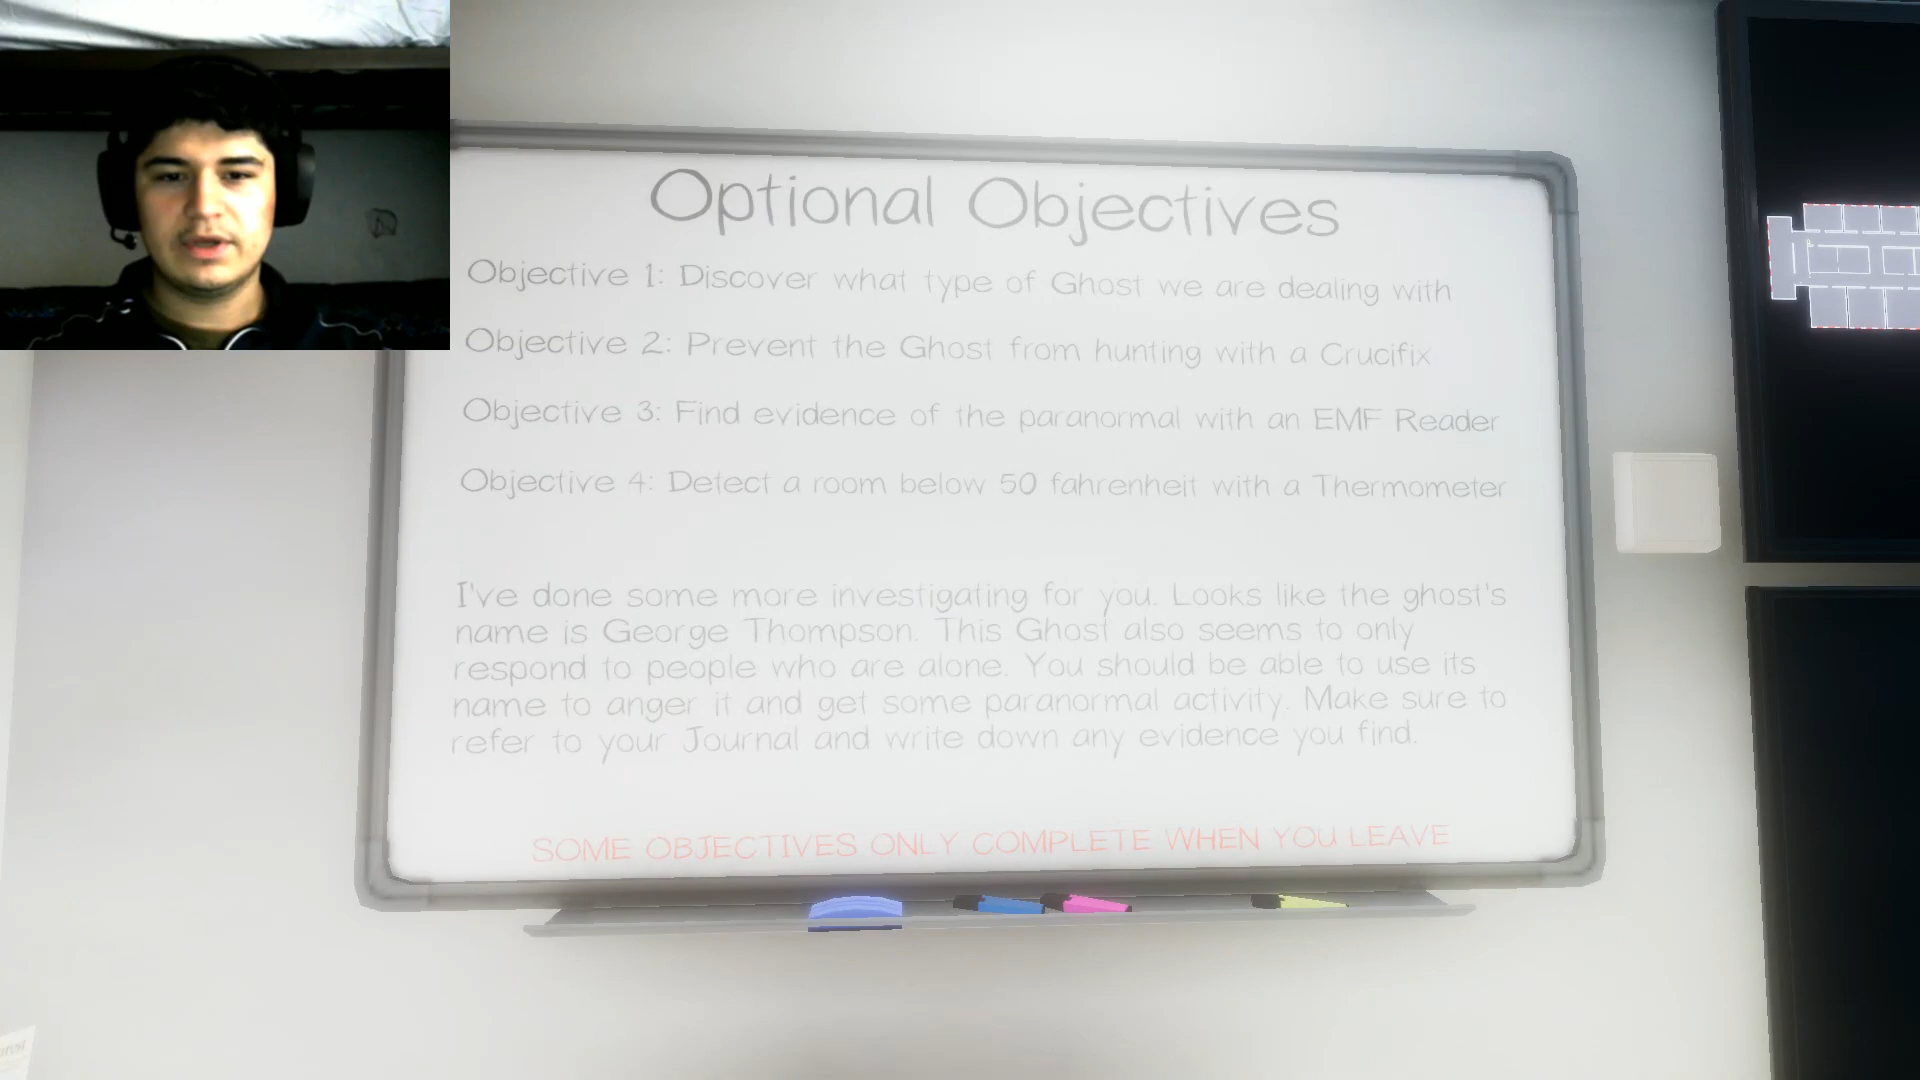 Optional Objectives
Objective 1: Discover what type of Ghost we are dealing with
Objective 2: Prevent the Ghost from hunting with a Crucifix
Objective 3: Find evidence of the paranormal with an EMF Reader
Objective 4: Detect a room below 50 fahrenheit with a Thermometer
I've done some more investigating for you. Looks like the ghost's
name is George Thompson. This Ghost also seems to only
respond to people who are alone. You should be able to use its
name to anger it and get some paranormal activity. Make sure to
refer to your Journal and write down any evidence you find.
SOME OBJECTIVES ONLY COMPLETE WHEN YOU LEAVE